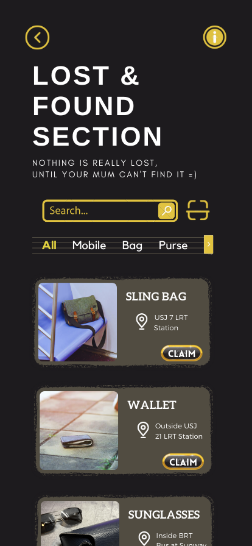 LOST &
FOUND
SECTION
NOTHING IS REALLY LOST,
UNTIL YOUR MUM CAN'T FIND IT =)
Search...
All Mobile Bag Purse
SLING BAG
USJ 7 LRT
Station
CLAIM
WALLET
Outside USJ
21 LRT Station
CLAIM
SUNGLASSES
Inside BRT
Bus at Sunway